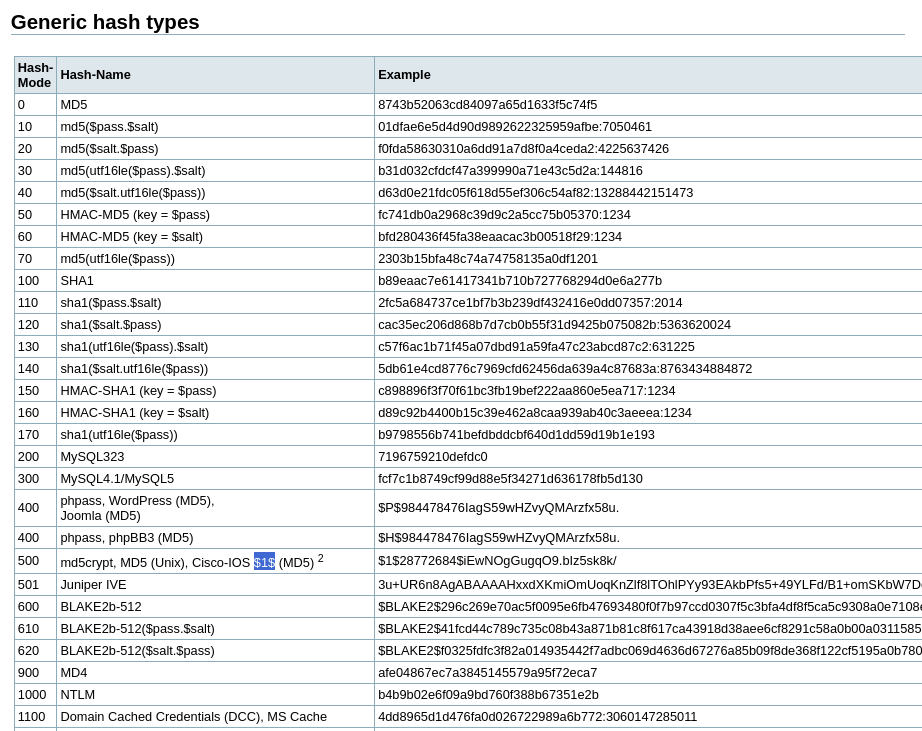 Generic hash types
Hash-Mode Hash-Name Example
0 MD5 8743b52063cd84097a65d1633f5c74f5
10 md5($pass.$salt) 01dfae6e5d4d90d9892622325959afbe:7050461
20 md5($salt.$pass) f0fda58630310a6dd91a7d8f0a4ceda2:4225637426
30 md5(utf16le($pass).$salt) b31d032cfdcf47a399990a71e43c5d2a:144816
40 md5($salt.utf16le($pass)) d63d0e21fdc05f618d55ef306c54af82:13288442151473
50 HMAC-MD5 (key = $pass) fc741db0a2968c39d9c2a5cc75b05370:1234
60 HMAC-MD5 (key = $salt) bfd280436f45fa38eaacac3b00518f29:1234
70 md5(utf16le($pass)) 2303b15bfa48c74a74758135a0df1201
100 SHA1 b89eaac7e61417341b710b727768294d0e6a277b
110 sha1($pass.$salt) 2fc5a684737ce1bf7b3b239df432416e0dd07357:2014
120 sha1($salt.$pass) cac35ec206d868b7d7cb0b55f31d9425b075082b:5363620024
130 sha1(utf16le($pass).$salt) c57f6ac1b71f45a07dbd91a59fa47c23abcd87c2:631225
140 sha1($salt.utf16le($pass)) 5db61e4cd8776c7969cfd62456da639a4c87683a:8763434884872
150 HMAC-SHA1 (key = $pass) c898896f3f70f61bc3fb19bef222aa860e5ea717:1234
160 HMAC-SHA1 (key = $salt) d89c92b4400b15c39e462a8caa939ab40c3aeeea:1234
170 sha1(utf16le($pass)) b9798556b741befdbddcbf640d1dd59d19b1e193
200 MySQL323 7196759210defdc0
300 MySQL4.1/MySQL5 fcf7c1b8749cf99d88e5f34271d636178fb5d130
400 phpass, WordPress (MD5),
Joomla (MD5) $P$984478476IagS59wHZvyQMArzfx58u.
400 phpass, phpBB3 (MD5) $H$984478476IagS59wHZvyQMArzfx58u.
500 md5crypt, MD5 (Unix), Cisco-IOS $1$ (MD5) 2 $1$28772684$iEwNOgGugqO9.bIz5sk8k/
501 Juniper IVE 3u+UR6n8AgABAAAAHxxdXKmiOmUoqKnZlf8lTOhlPYy93EAkbPfs5+49YLFd/B1+omSKbW7D
600 BLAKE2b-512 $BLAKE2$296c269e70ac5f0095e6fb47693480f0f7b97ccd0307f5c3bfa4df8f5ca5c9308a0e7108
610 BLAKE2b-512($pass.$salt) $BLAKE2$41fcd44c789c735c08b43a871b81c8f617ca43918d38aee6cf8291c58a0b00a0311585
620 BLAKE2b-512($salt.$pass) $BLAKE2$f0325fdfc3f82a014935442f7adbc069d4636d67276a85b09f8de368f122cf5195a0b780
900 MD4 afe04867ec7a3845145579a95f72eca7
1000 NTLM b4b9b02e6f09a9bd760f388b67351e2b
1100 Domain Cached Credentials (DCC), MS Cache 4dd8965d1d476fa0d026722989a6b772:3060147285011